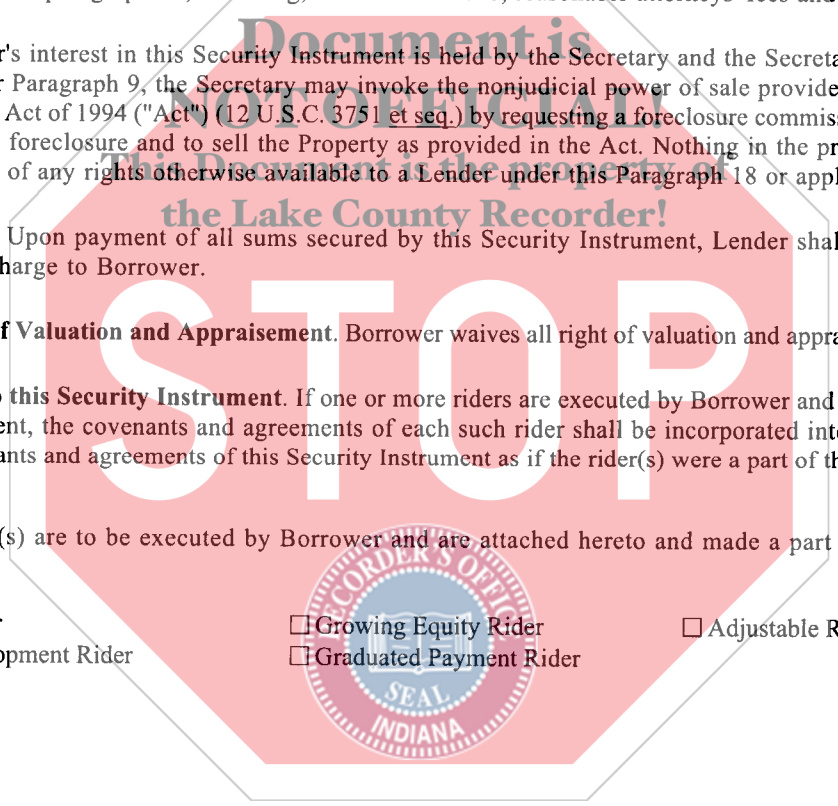 Document is
r's interest in this Security Instrument is held by the Secretary and the Secreta
Paragraph 9, the Secretary may invoke the nonjudicial power of sale provide
NOT OFFICIAL!
Act of 1994 ("Act") (12 U.S.C. 3751 et seq.) by requesting a foreclosure commis
foreclosure and to sell the Property as provided in the Act. Nothing in the pr
This Document is the property of
of any rights otherwise available to a Lender under this Paragraph 18 or appl
the Lake County Recorder!
Upon payment of all sums secured by this Security Instrument, Lender shal
harge to Borrower.
STOP
f Valuation and Appraisement. Borrower waives all right of valuation and appra
this Security Instrument. If one or more riders are executed by Borrower and
ent, the covenants and agreements of each such rider shall be incorporated int
ants and agreements of this Security Instrument as if the rider(s) were a part of th
(s) are to be executed by Borrower and are attached hereto and made a part
RECORDER'S OFFICE
Growing Equity Rider
Adjustable R
opment Rider
Graduated Payment Rider
SEAL
INDIANA